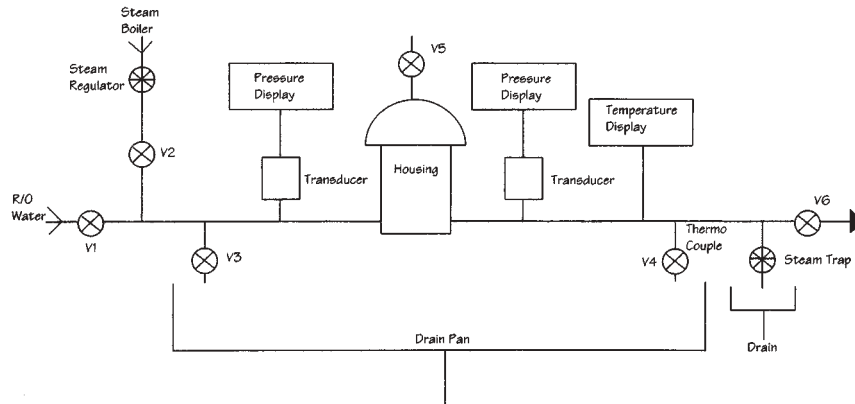 Steam
Boiler
Steam
Regulator
V2
R/O
Water
V1
V3
Pressure
Display
Transducer
V5
Housing
Pressure
Display
Transducer
Temperature
Display
Thermo
Couple
V4
V6
Steam Trap
Drain
Drain Pan